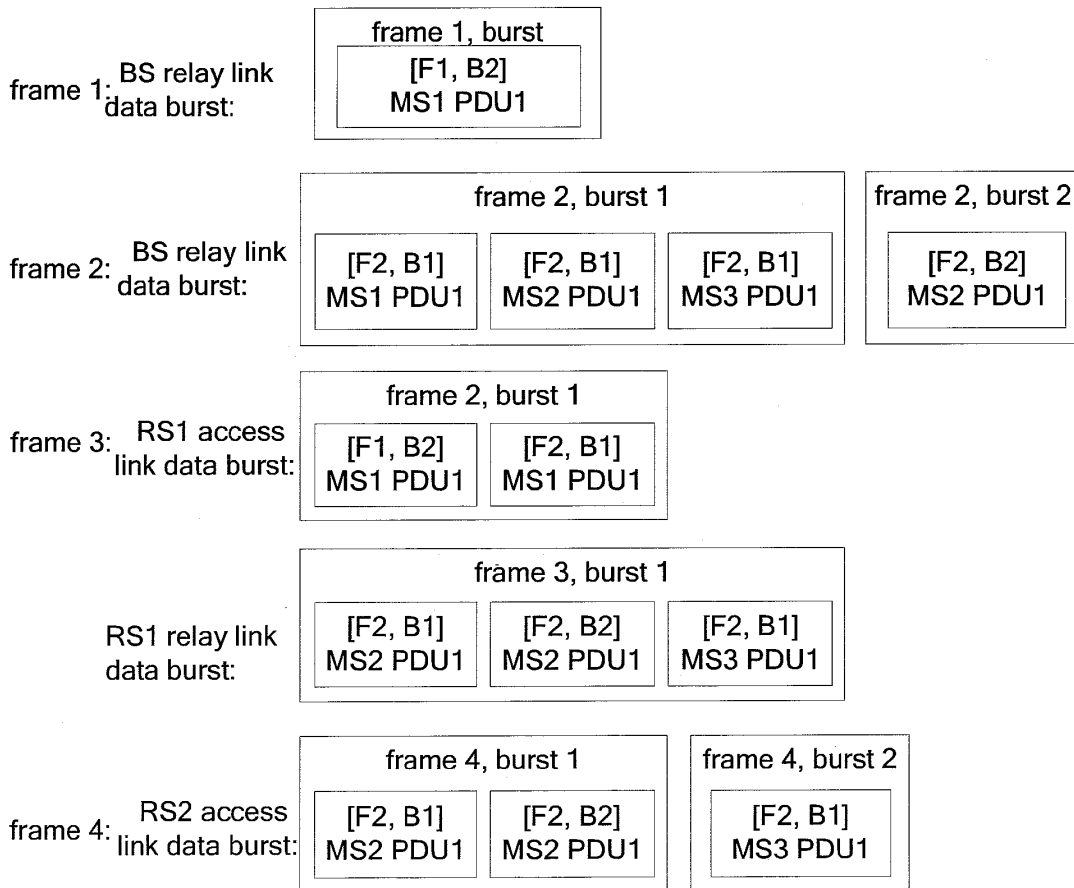 frame 1, burst
frame 1: BS relay link
data burst:
[F1, B2]
MS1 PDU1
frame 2, burst 1
frame 2, burst 2
frame 2: BS relay link
data burst:
[F2, B1]
MS1 PDU1
[F2, B1]
MS2 PDU1
[F2, B1]
MS3 PDU1
[F2, B2]
MS2 PDU1
frame 2, burst 1
frame 3: RS1 access
link data burst:
[F1, B2]
MS1 PDU1
[F2, B1]
MS1 PDU1
frame 3, burst 1
RS1 relay link
data burst:
[F2, B1]
MS2 PDU1
[F2, B2]
MS2 PDU1
[F2, B1]
MS3 PDU1
frame 4, burst 1
frame 4, burst 2
frame 4: RS2 access
link data burst:
[F2, B1]
MS2 PDU1
[F2, B2]
MS2 PDU1
[F2, B1]
MS3 PDU1